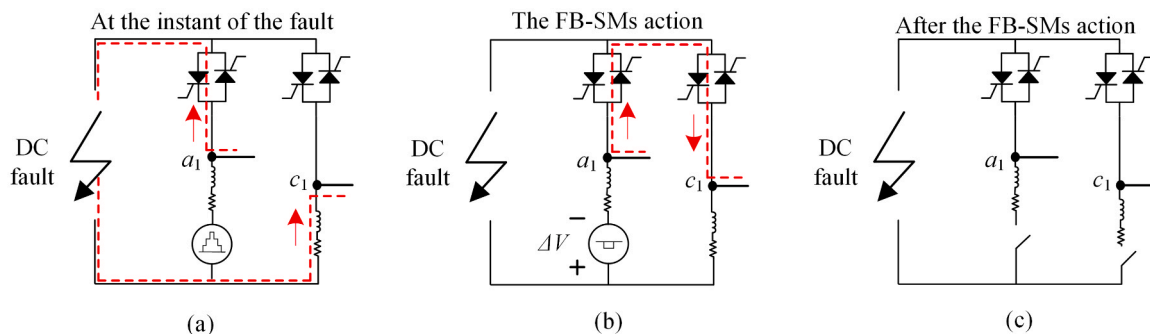 At the instant of the fault
DC
fault
a1
c1
(a)
The FB-SMs action
DC
fault
a1
c1
ΔV
−
+
(b)
After the FB-SMs action
DC
fault
a1
c1
(c)